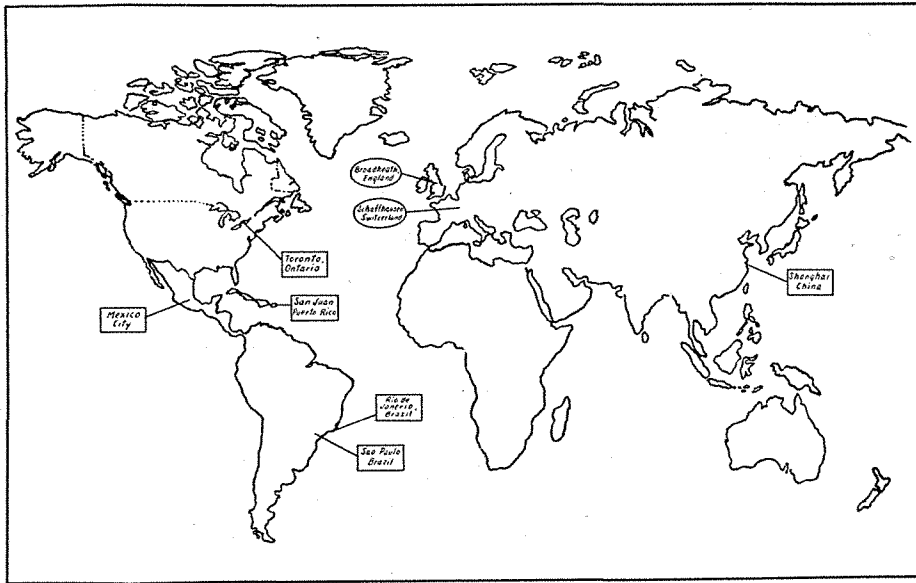 Broadheath,
England
Schaffhausen
Switzerland
Toronto,
Ontario
San Juan
Puerto Rico
Mexico
City
Shanghai
China
Rio de
Janerio,
Brazil
Sao Paulo
Brazil